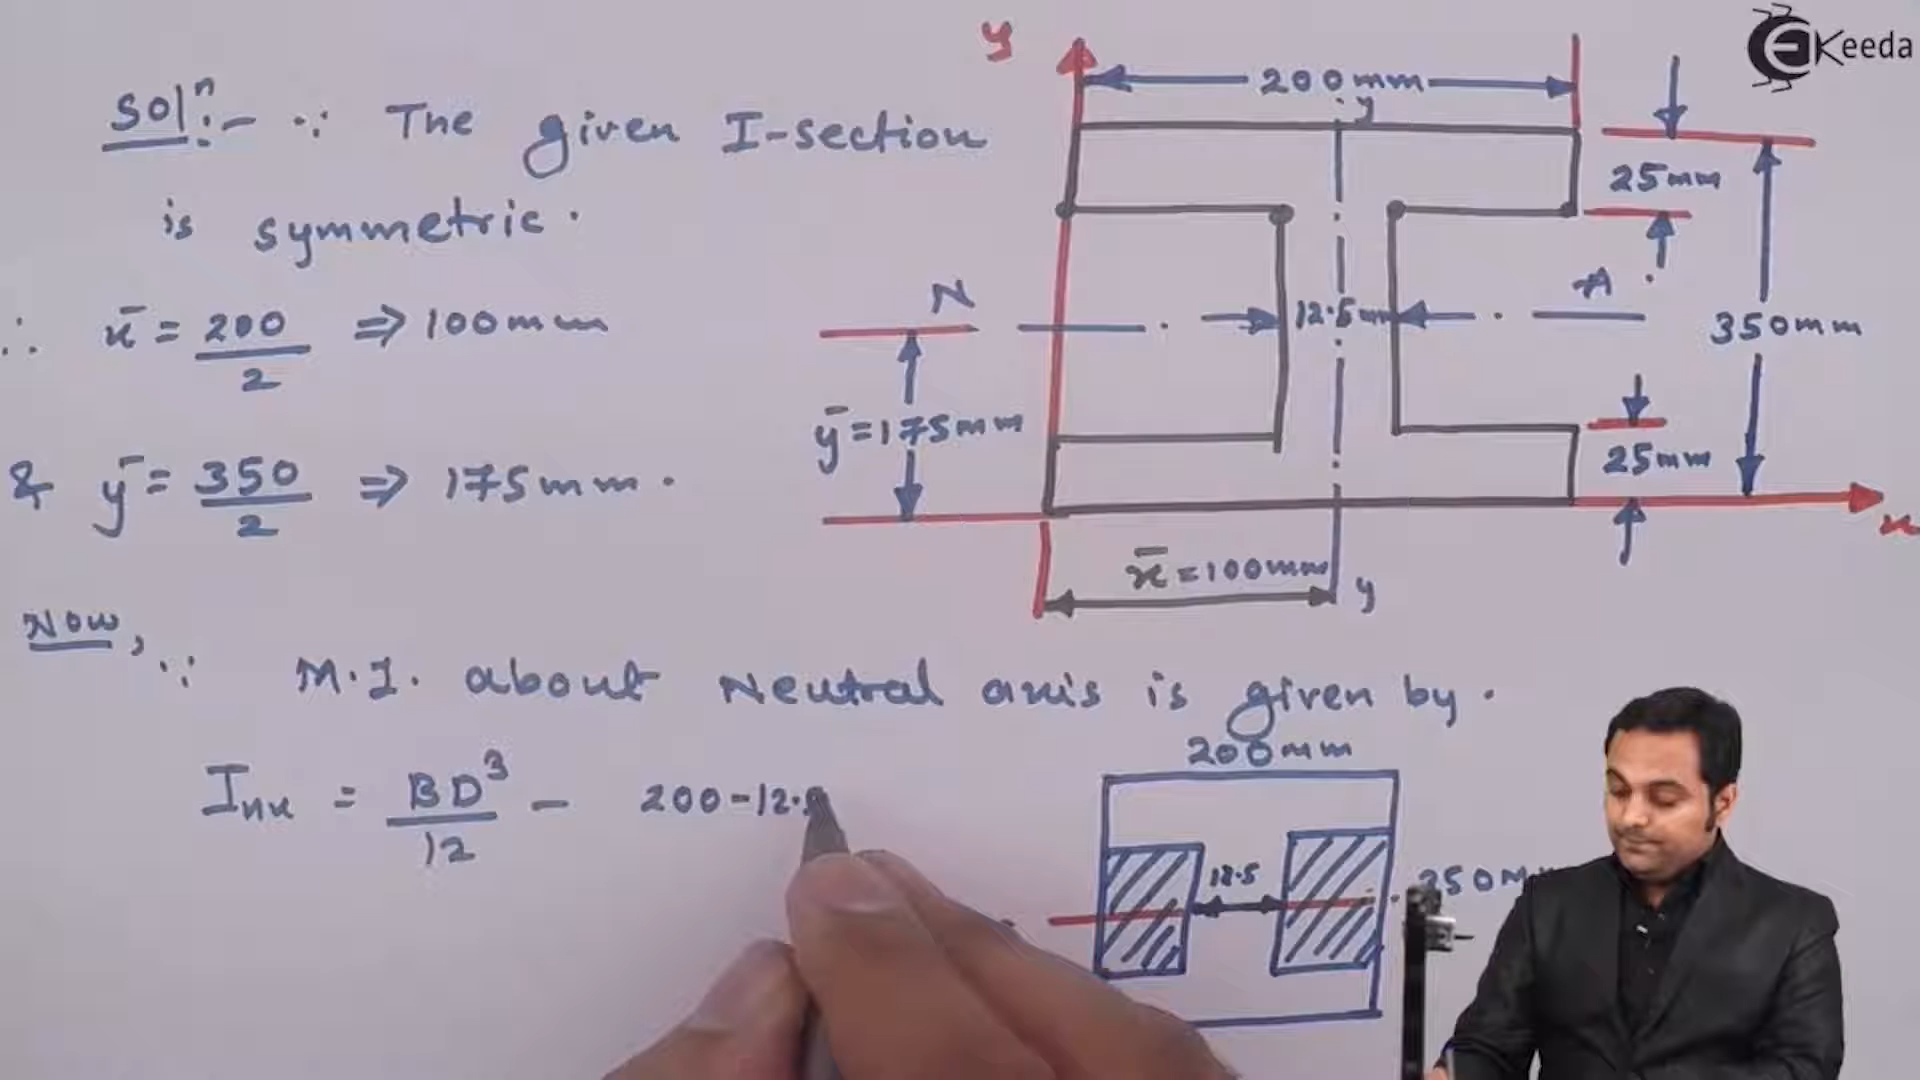 Solⁿ:- ∵ The given I-section
is symmetric.
∴ x̄ = 200/2 ⇒ 100mm
& ȳ = 350/2 ⇒ 175mm.
Now,
∵ M.I. about Neutral axis is given by.
Ixx = BD³/12 - 200-12.5
y
200mm
y
25mm
N
12.5mm
A
350mm
ȳ=175mm
25mm
x
x̄=100mm
y
200mm
12.5
350m
EKeeda